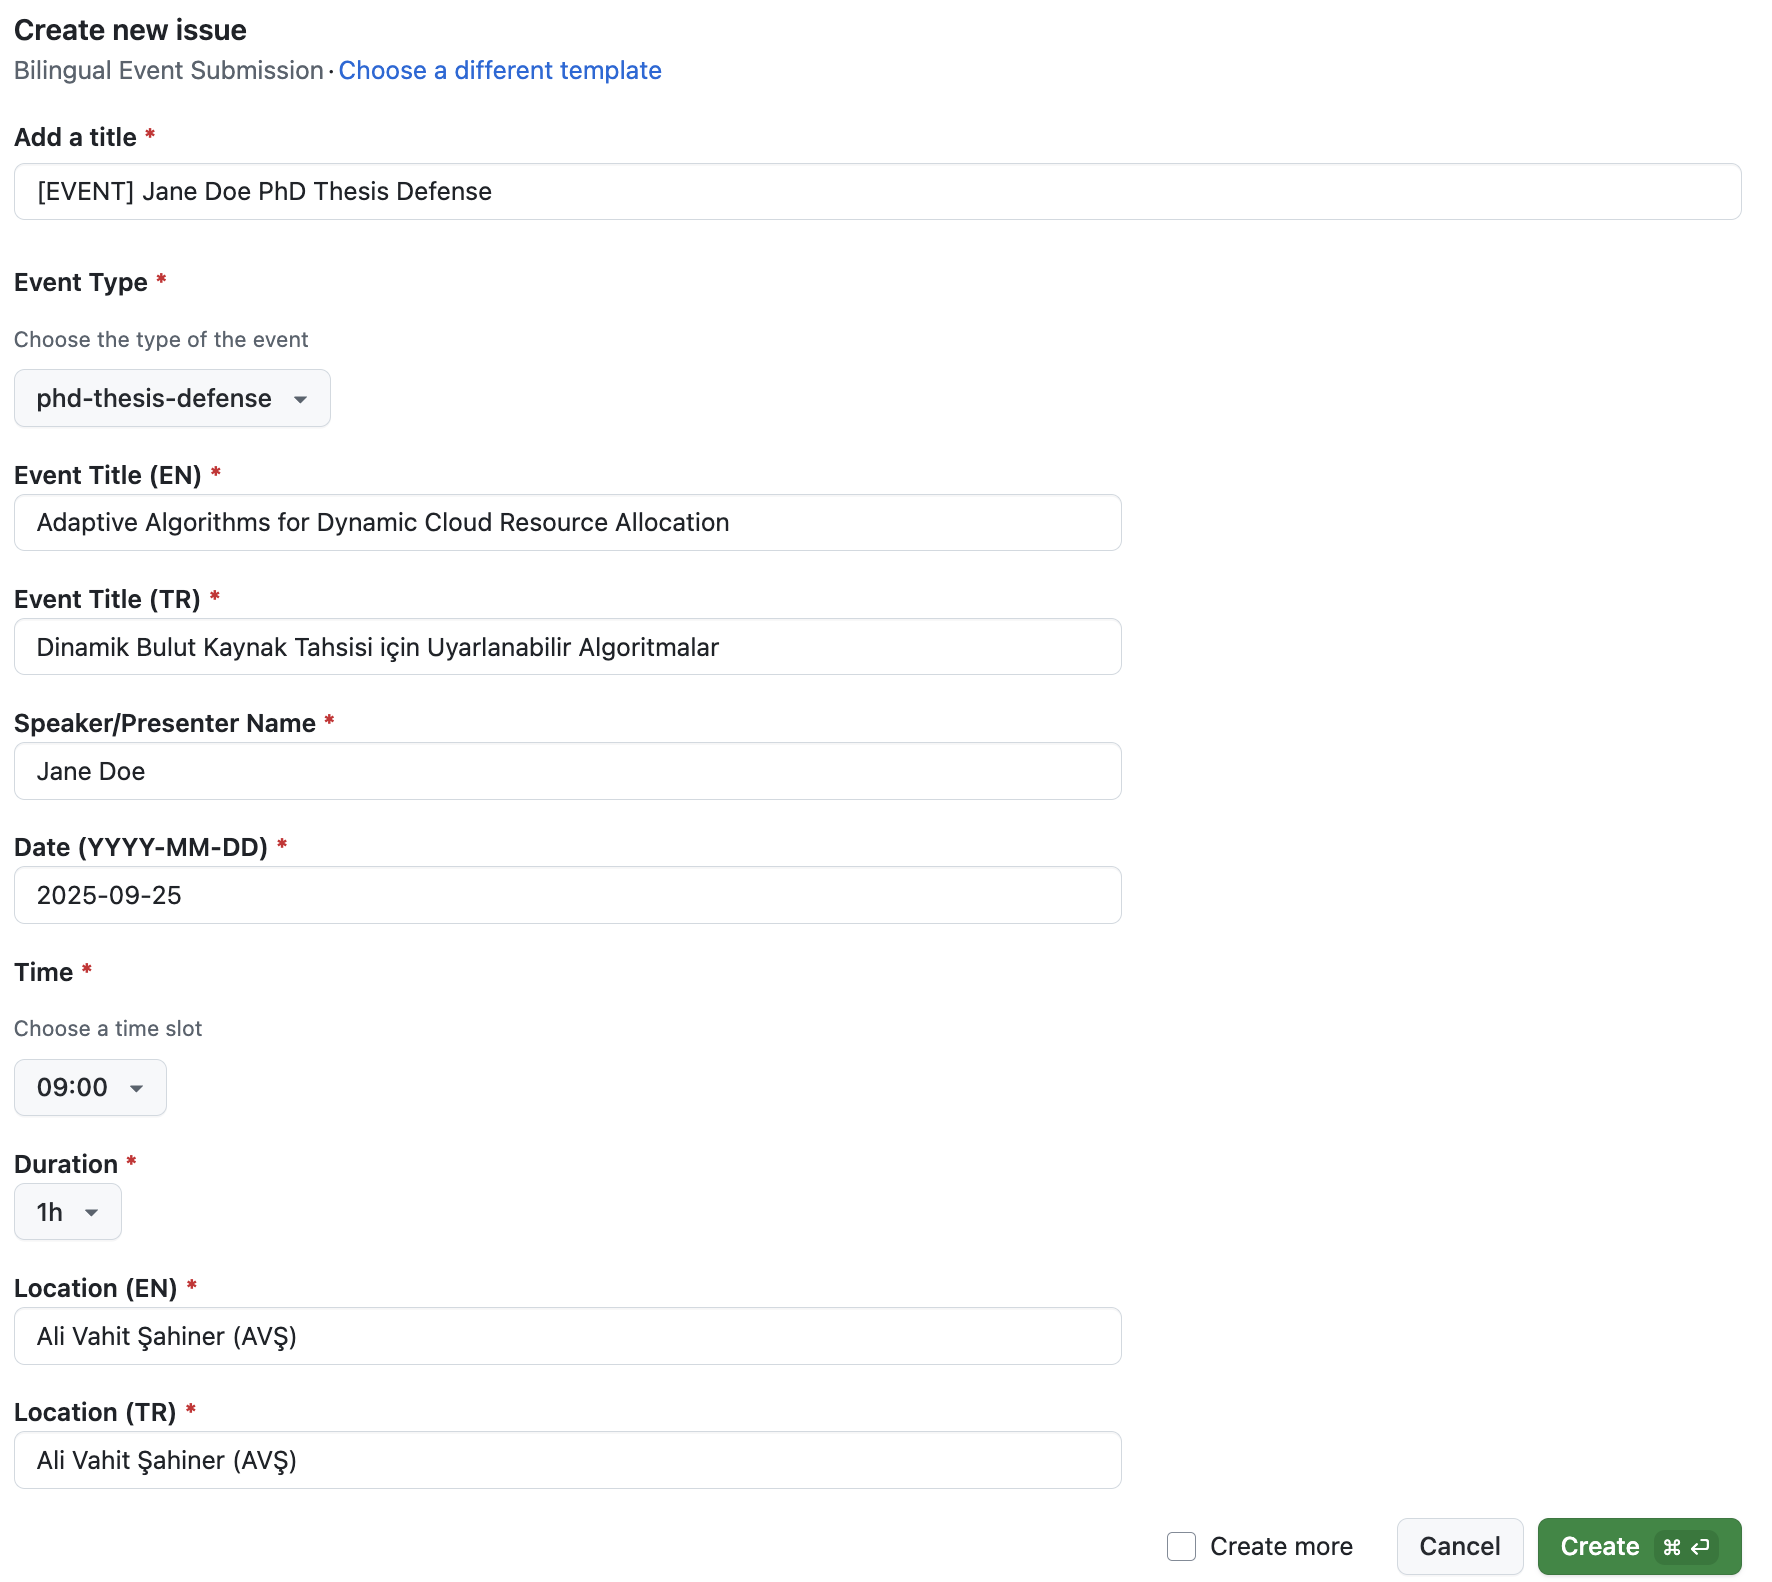 Create new issue
Bilingual Event Submission · Choose a different template
Add a title *
[EVENT] Jane Doe PhD Thesis Defense
Event Type *
Choose the type of the event
phd-thesis-defense
Event Title (EN) *
Adaptive Algorithms for Dynamic Cloud Resource Allocation
Event Title (TR) *
Dinamik Bulut Kaynak Tahsisi için Uyarlanabilir Algoritmalar
Speaker/Presenter Name *
Jane Doe
Date (YYYY-MM-DD) *
2025-09-25
Time *
Choose a time slot
09:00
Duration *
1h
Location (EN) *
Ali Vahit Şahiner (AVŞ)
Location (TR) *
Ali Vahit Şahiner (AVŞ)
Create more Cancel Create ⌘ ↵